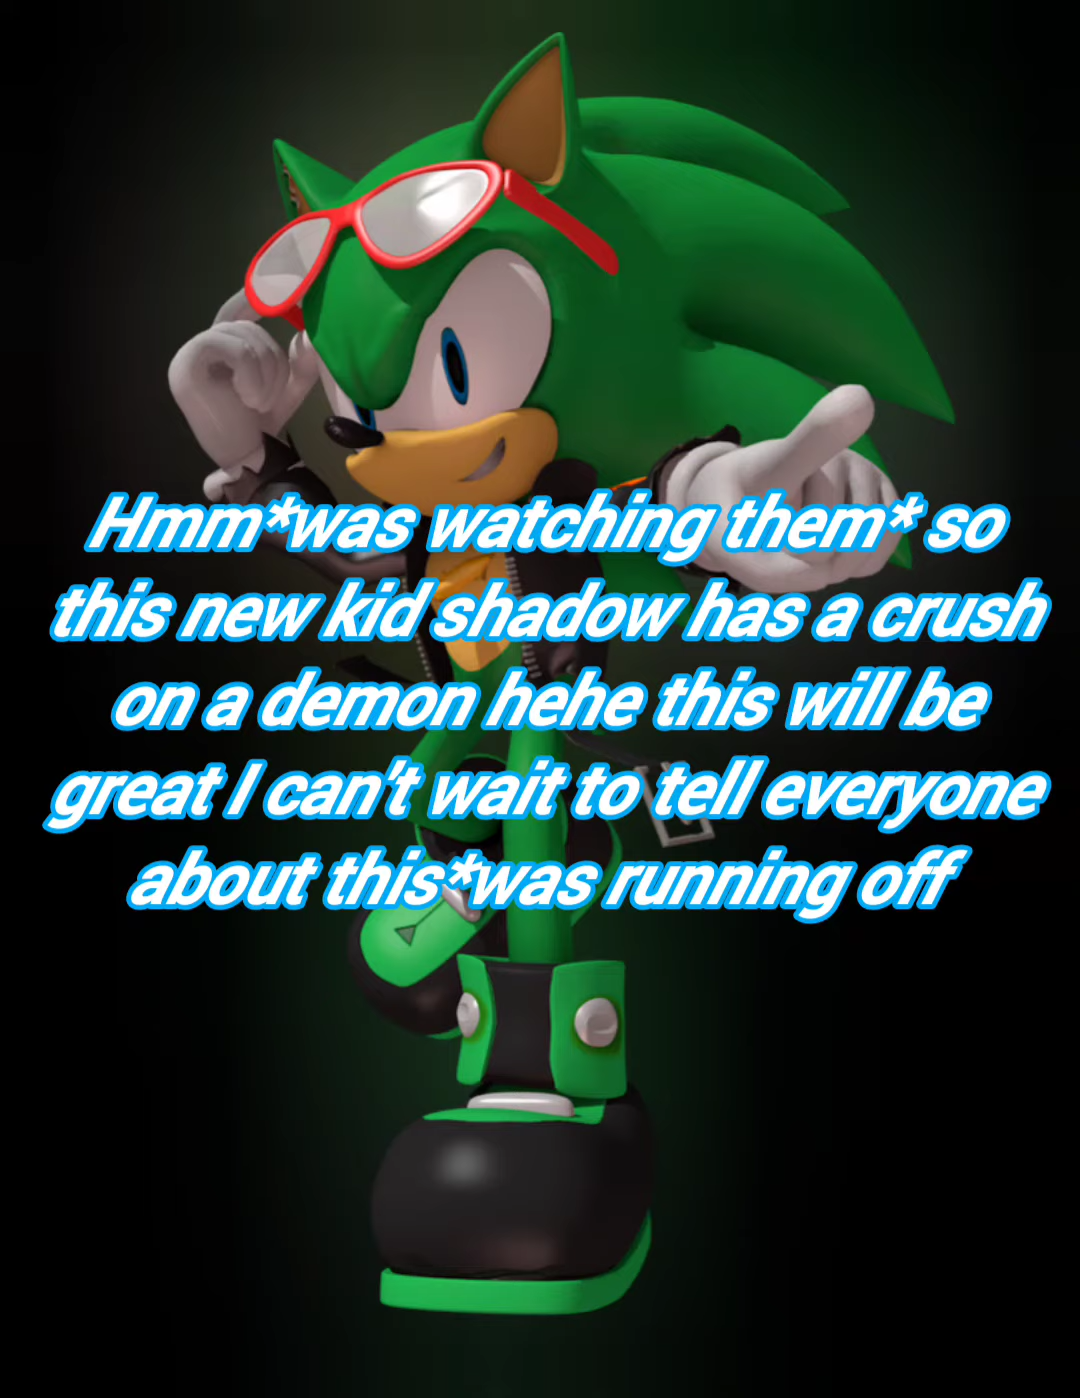 Hmm*was watching them* so
this new kid shadow has a crush
on a demon hehe this will be
great I can't wait to tell everyone
about this*was running off